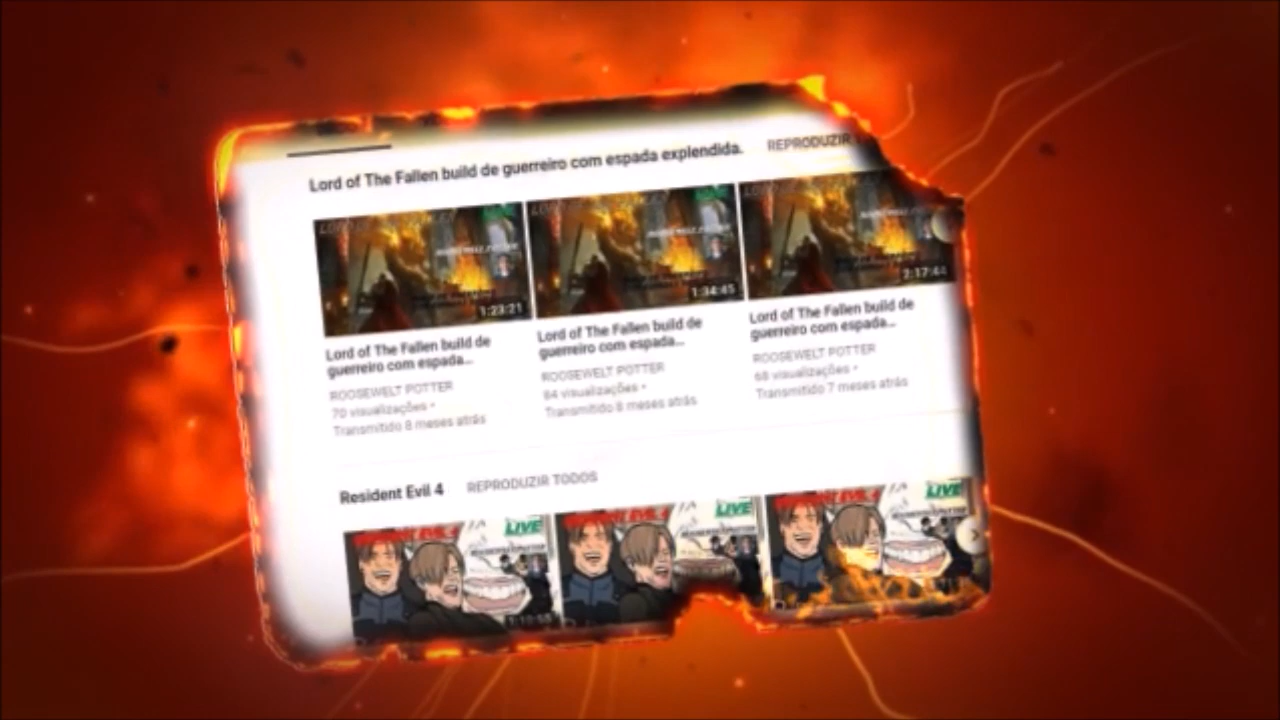 Lord of The Fallen build de guerreiro com espada explendida.
REPRODUZIR
1:23:21
1:34:45
2:17:44
Lord of The Fallen build de
guerreiro com espada...
ROOSEWELT POTTER
70 visualizações •
Transmitido 8 meses atrás
Lord of The Fallen build de
guerreiro com espada...
ROOSEWELT POTTER
84 visualizações •
Transmitido 8 meses atrás
Lord of The Fallen build de
guerreiro com espada...
ROOSEWELT POTTER
68 visualizações •
Transmitido 7 meses atrás
Resident Evil 4
REPRODUZIR TODOS
LIVE
LIVE
LIVE